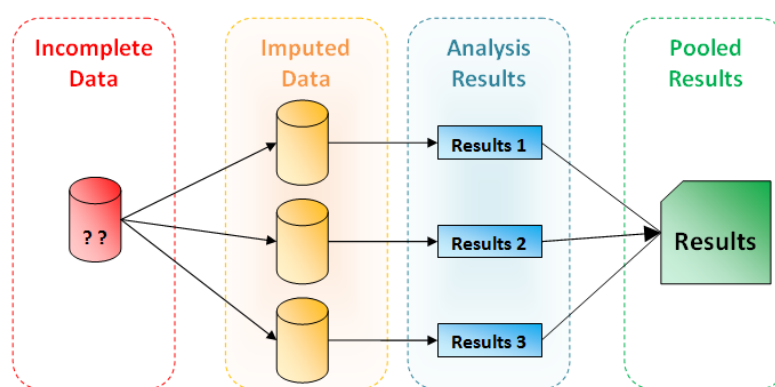 Incomplete
Data
Imputed
Data
Analysis
Results
Pooled
Results
? ?
Results 1
Results 2
Results 3
Results